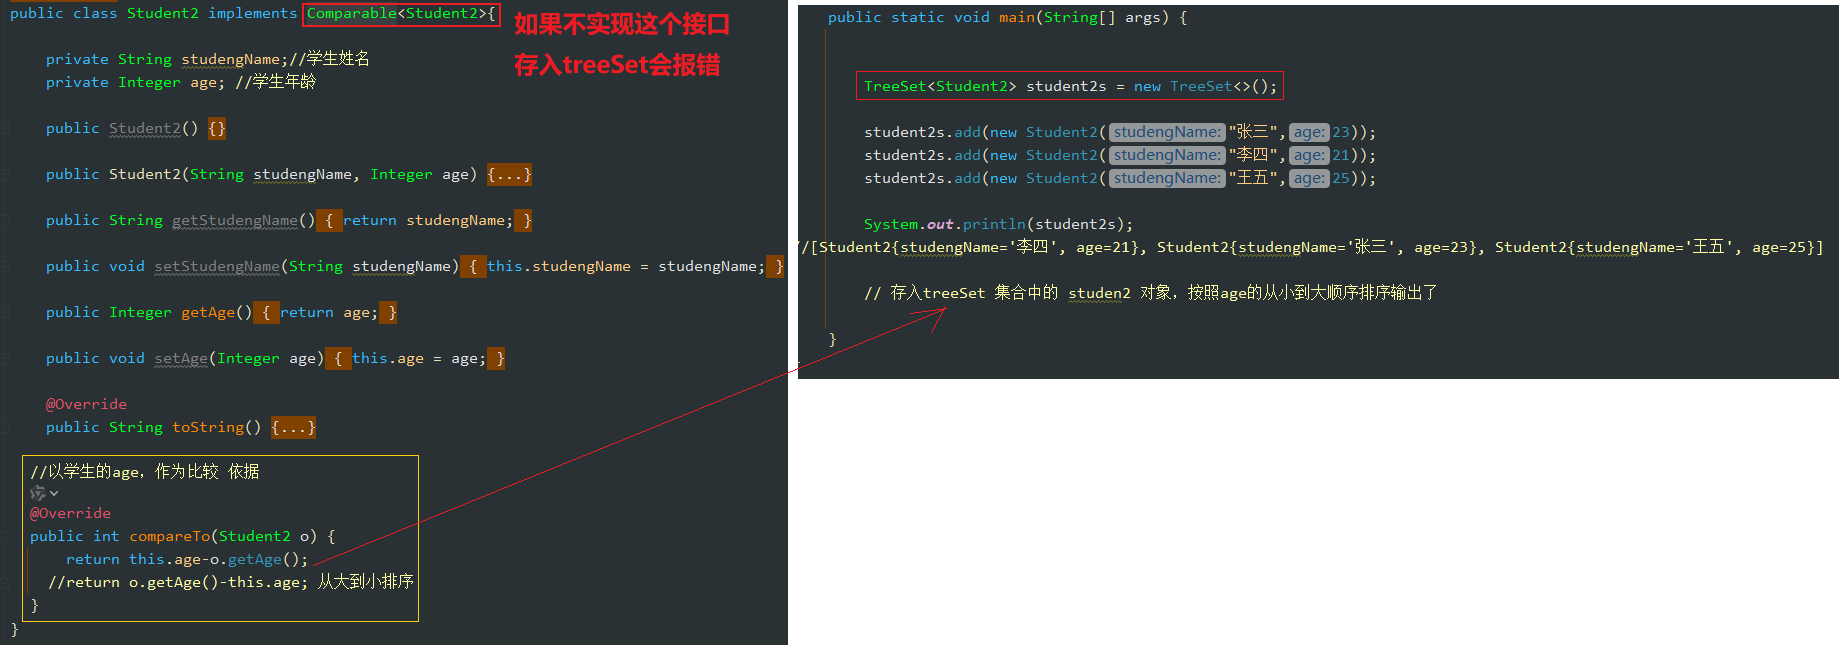 public class Student2 implements Comparable<Student2>{
如果不实现这个接口
存入treeSet会报错
private String studengName;//学生姓名
private Integer age; //学生年龄
public Student2() {}
public Student2(String studengName, Integer age) {...}
public String getStudengName() { return studengName; }
public void setStudengName(String studengName) { this.studengName = studengName; }
public Integer getAge() { return age; }
public void setAge(Integer age) { this.age = age; }
@Override
public String toString() {...}
//以学生的age，作为比较 依据
@Override
public int compareTo(Student2 o) {
return this.age-o.getAge();
//return o.getAge()-this.age; 从大到小排序
}
}
public static void main(String[] args) {
TreeSet<Student2> student2s = new TreeSet<>();
student2s.add(new Student2( studengName: "张三", age: 23));
student2s.add(new Student2( studengName: "李四", age: 21));
student2s.add(new Student2( studengName: "王五", age: 25));
System.out.println(student2s);
/[Student2{studengName='李四', age=21}, Student2{studengName='张三', age=23}, Student2{studengName='王五', age=25}]
// 存入treeSet 集合中的 studen2 对象，按照age的从小到大顺序排序输出了
}